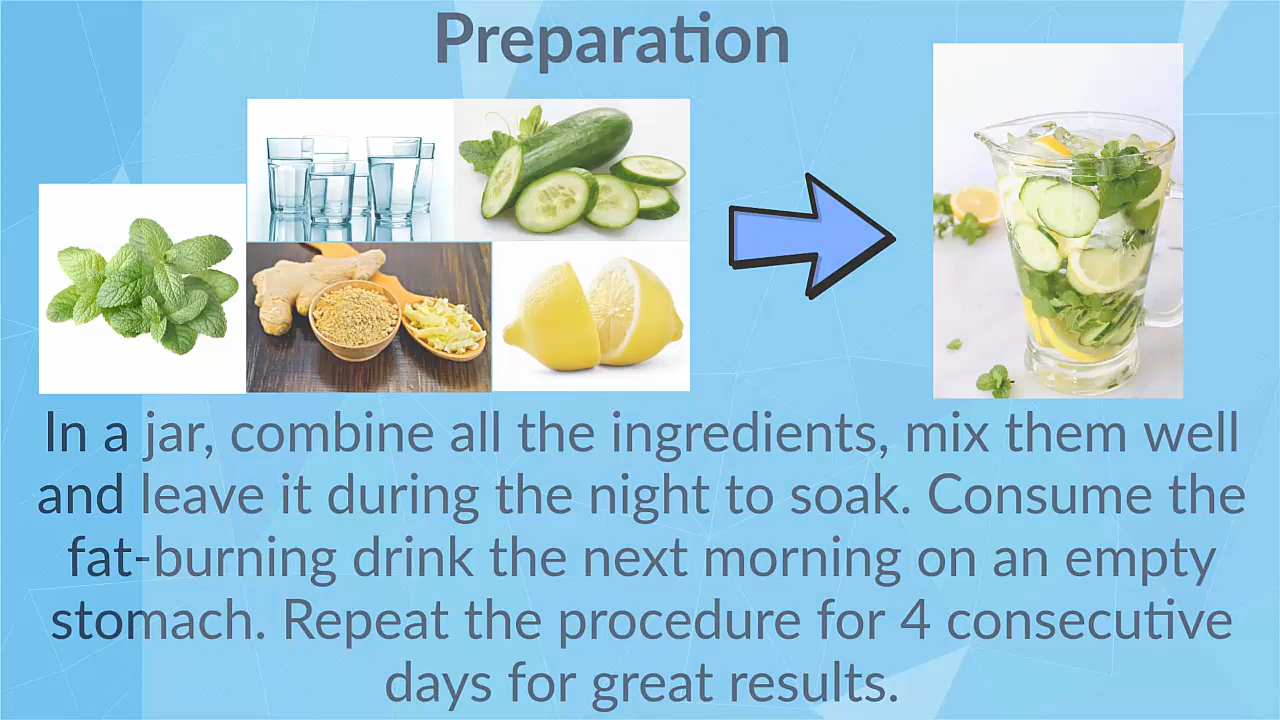 Preparation
In a jar, combine all the ingredients, mix them well
and leave it during the night to soak. Consume the
fat-burning drink the next morning on an empty
stomach. Repeat the procedure for 4 consecutive
days for great results.